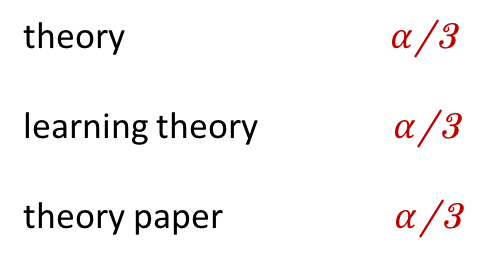 theory α/3
learning theory α/3
theory paper α/3